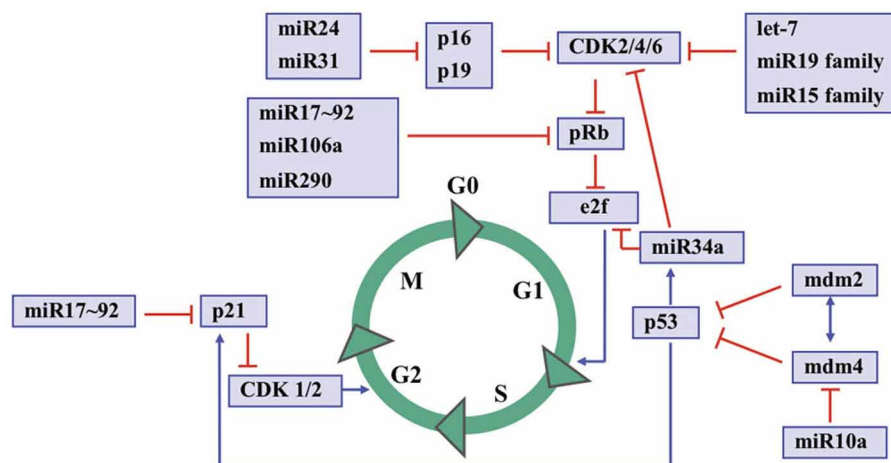 miR24
miR31
p16
p19
CDK2/4/6
let-7
miR19 family
miR15 family
miR17~92
miR106a
miR290
pRb
G0
e2f
miR34a
M
G1
mdm2
miR17~92
p21
p53
G2
S
CDK 1/2
mdm4
miR10a